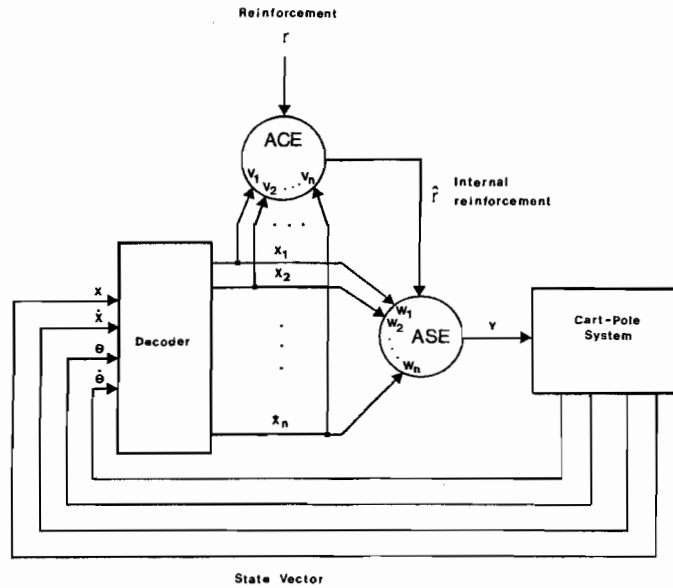 Reinforcement
r
ACE
v₁
v₂ . . . vₙ
r̂
Internal
reinforcement
. . .
x₁
x₂
x
ẋ
θ
θ̇
Decoder
w₁
w₂
wₙ
ASE
y
Cart-Pole
System
xₙ
State Vector